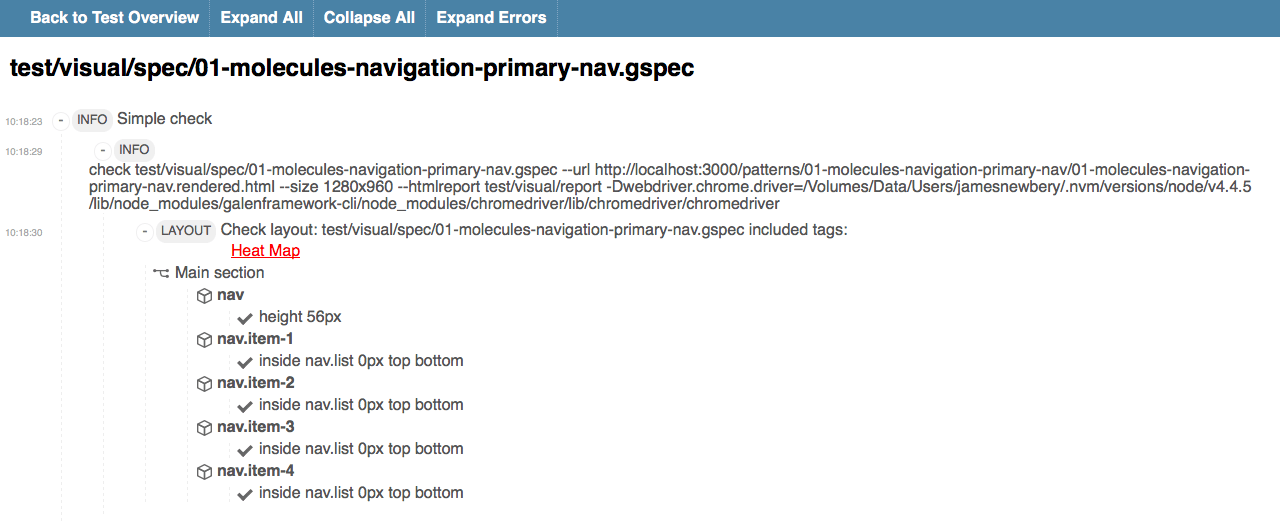 Back to Test Overview Expand All Collapse All Expand Errors
test/visual/spec/01-molecules-navigation-primary-nav.gspec
10:18:23 - INFO Simple check
10:18:29 - INFO
check test/visual/spec/01-molecules-navigation-primary-nav.gspec --url http://localhost:3000/patterns/01-molecules-navigation-primary-nav/01-molecules-navigation-
primary-nav.rendered.html --size 1280x960 --htmlreport test/visual/report -Dwebdriver.chrome.driver=/Volumes/Data/Users/jamesnewbery/.nvm/versions/node/v4.4.5
/lib/node_modules/galenframework-cli/node_modules/chromedriver/lib/chromedriver/chromedriver
10:18:30 - LAYOUT Check layout: test/visual/spec/01-molecules-navigation-primary-nav.gspec included tags:
Heat Map
Main section
nav
height 56px
nav.item-1
inside nav.list 0px top bottom
nav.item-2
inside nav.list 0px top bottom
nav.item-3
inside nav.list 0px top bottom
nav.item-4
inside nav.list 0px top bottom